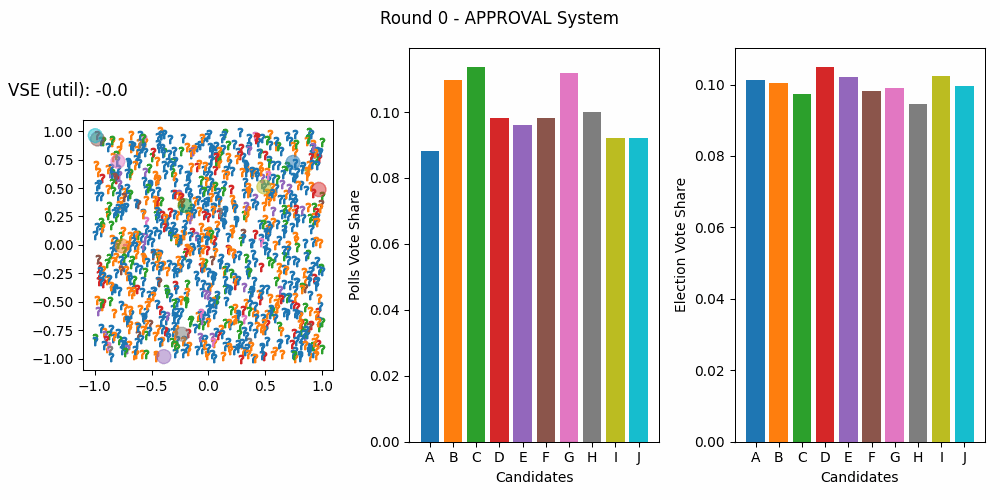 Round 0 - APPROVAL System
VSE (util): -0.0
1.00
0.75
0.50
0.25
0.00
−0.25
−0.50
−0.75
−1.00
−1.0 −0.5 0.0 0.5 1.0
Polls Vote Share
0.10
0.08
0.06
0.04
0.02
0.00
A B C D E F G H I J
Candidates
Election Vote Share
0.10
0.08
0.06
0.04
0.02
0.00
A B C D E F G H I J
Candidates